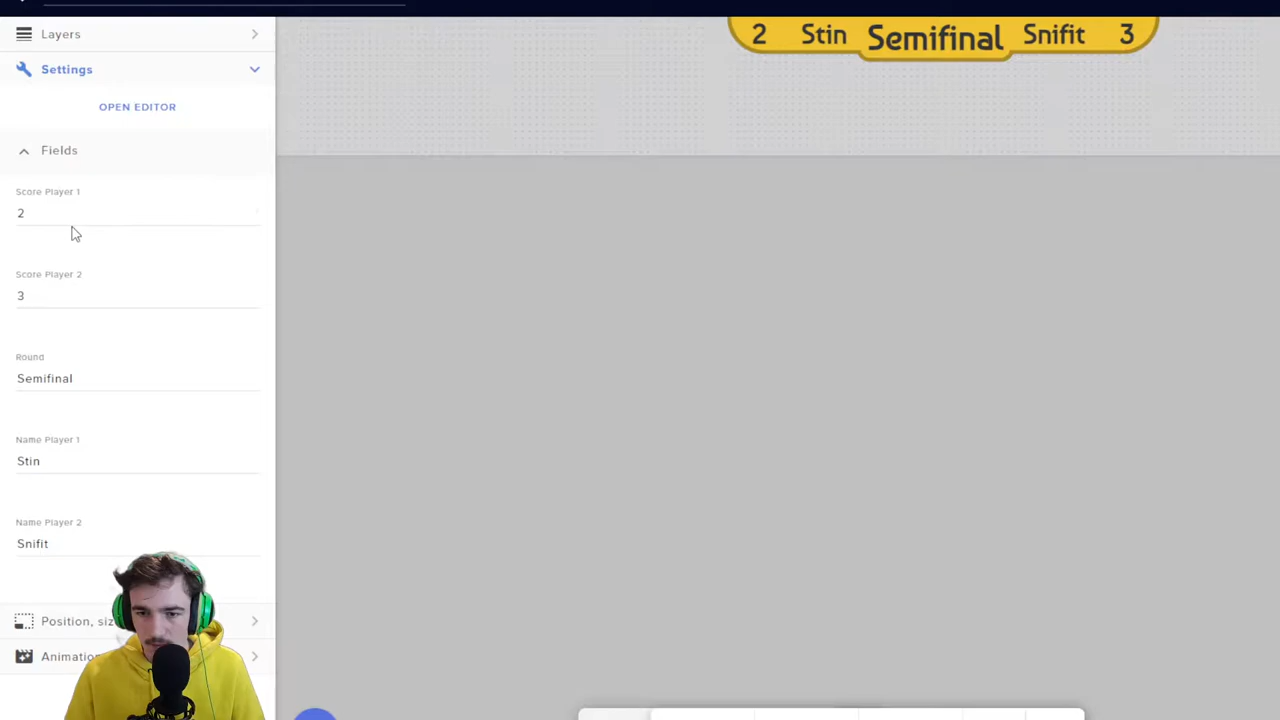 Layers
Settings
OPEN EDITOR
Fields
Score Player 1
2
Score Player 2
3
Round
Semifinal
Name Player 1
Stin
Name Player 2
Snifit
Position, siz
Animation
2 Stin Semifinal Snifit 3